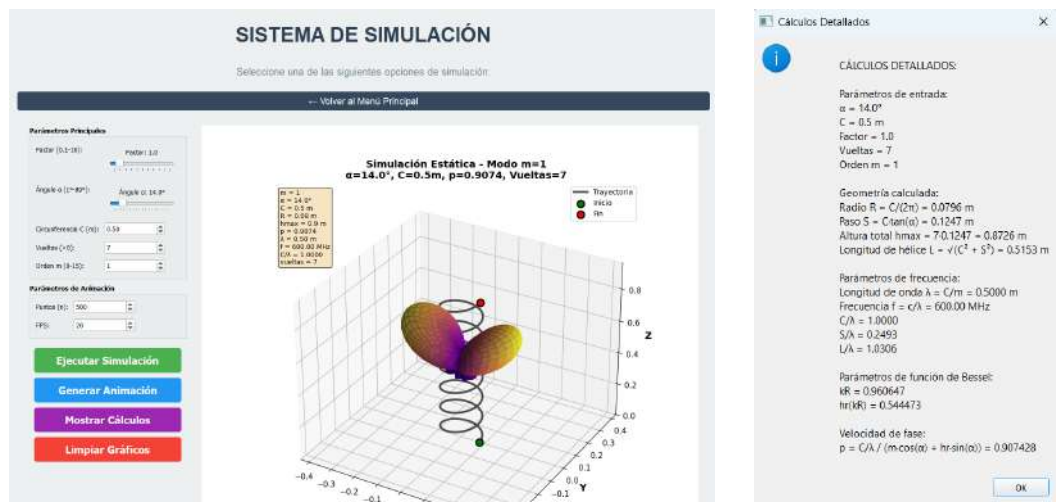 SISTEMA DE SIMULACIÓN
Seleccione una de las siguientes opciones de simulación:
← Volver al Menú Principal
Parámetros Principales
Factor (0.1-10):
Factor: 1.0
Ángulo α (1°-89°):
Ángulo α: 14.0°
Circunferencia C (m):
0.50
Vueltas (>0):
7
Orden m (0-15):
1
Parámetros de Animación
Puntos (n):
500
FPS:
20
Ejecutar Simulación
Generar Animación
Mostrar Cálculos
Limpiar Gráficos
Simulación Estática - Modo m=1
α=14.0°, C=0.5m, p=0.9074, Vueltas=7
m = 1
α = 14.0°
C = 0.5 m
R = 0.08 m
hmax = 0.9 m
p = 0.9074
λ = 0.50 m
f = 600.00 MHz
C/λ = 1.0000
vueltas = 7
Trayectoria
Inicio
Fin
0.8
0.6
Z
0.4
0.2
0.0
0.4
0.3
0.2
0.1
0.0
Y
−0.1
−0.4
−0.3
−0.2
−0.1
Cálculos Detallados
CÁLCULOS DETALLADOS:
Parámetros de entrada:
α = 14.0°
C = 0.5 m
Factor = 1.0
Vueltas = 7
Orden m = 1
Geometría calculada:
Radio R = C/(2π) = 0.0796 m
Paso S = C·tan(α) = 0.1247 m
Altura total hmax = 7·0.1247 = 0.8726 m
Longitud de hélice L = √(C² + S²) = 0.5153 m
Parámetros de frecuencia:
Longitud de onda λ = C/m = 0.5000 m
Frecuencia f = c/λ = 600.00 MHz
C/λ = 1.0000
S/λ = 0.2493
L/λ = 1.0306
Parámetros de función de Bessel:
kR = 0.960647
hr(kR) = 0.544473
Velocidad de fase:
p = C/λ / (m·cos(α) + hr·sin(α)) = 0.907428
OK